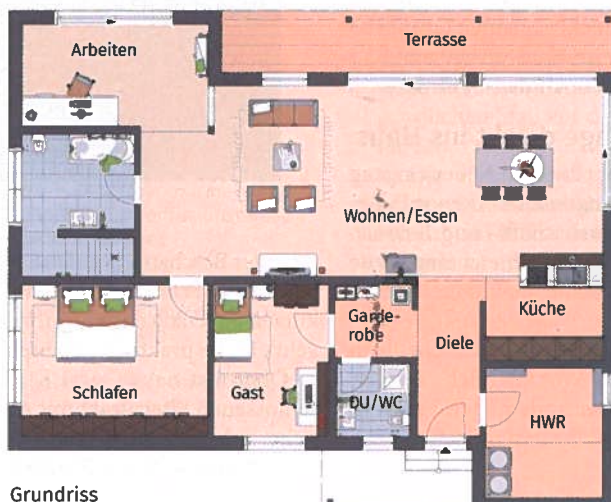 Arbeiten
Terrasse
Wohnen/Essen
Garde
robe
Diele
Küche
Schlafen
Gast
DU/WC
HWR
Grundriss